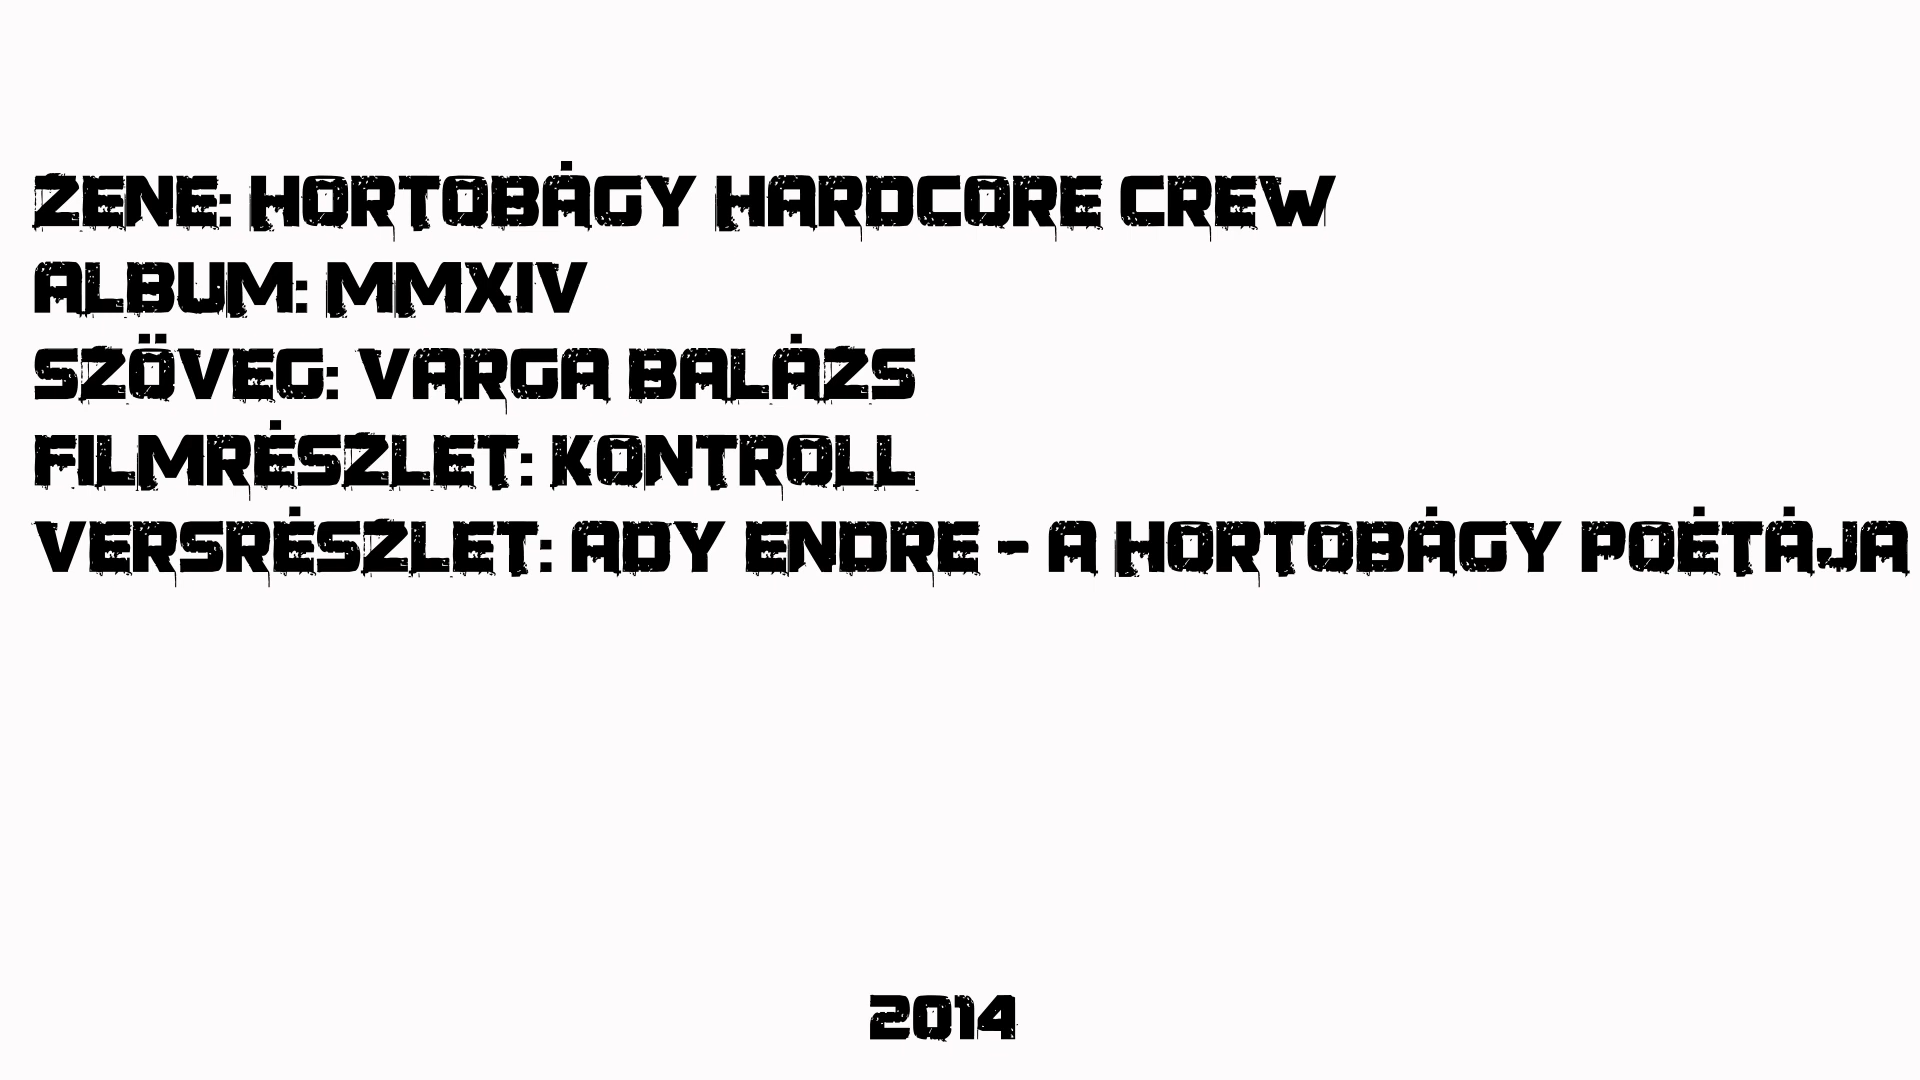 ZENE: HORTOBÁGY HARDCORE CREW
ALBUM: MMXIV
SZÖVEG: VARGA BALÁZS
FILMRÉSZLET: KONTROLL
VERSRÉSZLET: ADY ENDRE - A HORTOBÁGY POÉTÁJA
2014